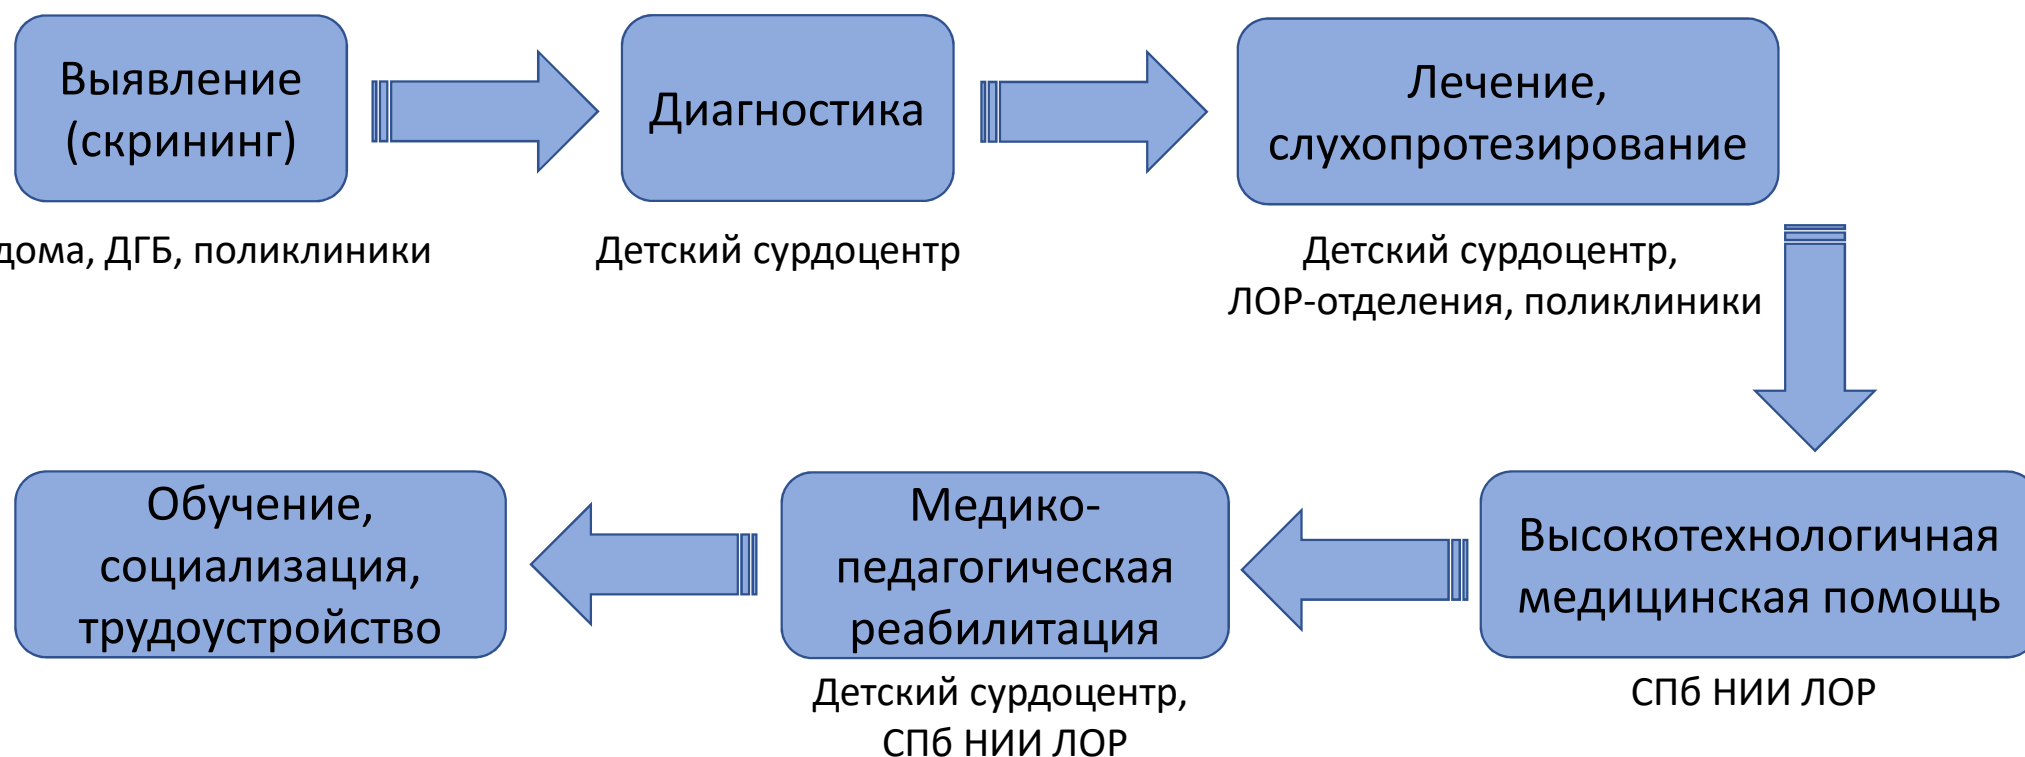 Выявление
(скрининг)
Диагностика
Лечение,
слухопротезирование
дома, ДГБ, поликлиники
Детский сурдоцентр
Детский сурдоцентр,
ЛОР-отделения, поликлиники
Обучение,
социализация,
трудоустройство
Медико-
педагогическая
реабилитация
Высокотехнологичная
медицинская помощь
Детский сурдоцентр,
СПб НИИ ЛОР
СПб НИИ ЛОР